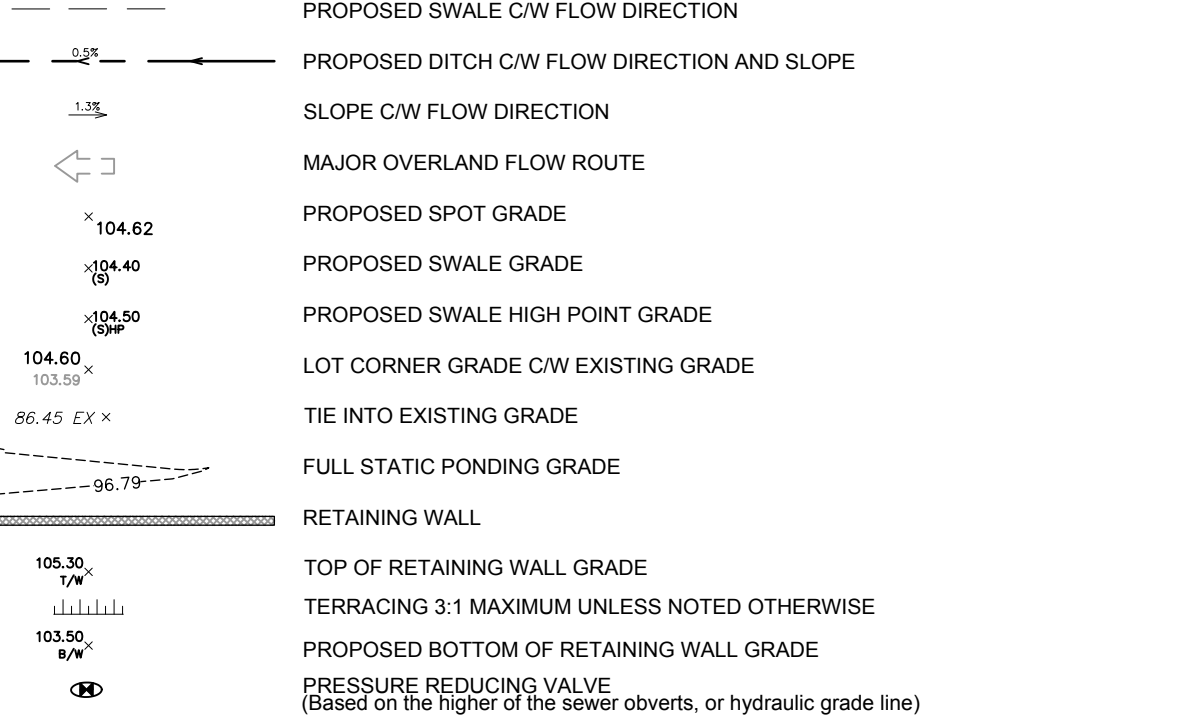 PROPOSED SWALE C/W FLOW DIRECTION
0.5% PROPOSED DITCH C/W FLOW DIRECTION AND SLOPE
1.3% SLOPE C/W FLOW DIRECTION
MAJOR OVERLAND FLOW ROUTE
104.62 PROPOSED SPOT GRADE
104.40 PROPOSED SWALE GRADE
(S)
104.50 PROPOSED SWALE HIGH POINT GRADE
(S)HP
104.60 LOT CORNER GRADE C/W EXISTING GRADE
103.59
86.45 EX TIE INTO EXISTING GRADE
96.79 FULL STATIC PONDING GRADE
RETAINING WALL
105.30 TOP OF RETAINING WALL GRADE
T/W
TERRACING 3:1 MAXIMUM UNLESS NOTED OTHERWISE
103.50 PROPOSED BOTTOM OF RETAINING WALL GRADE
B/W
PRESSURE REDUCING VALVE
(Based on the higher of the sewer obverts, or hydraulic grade line)